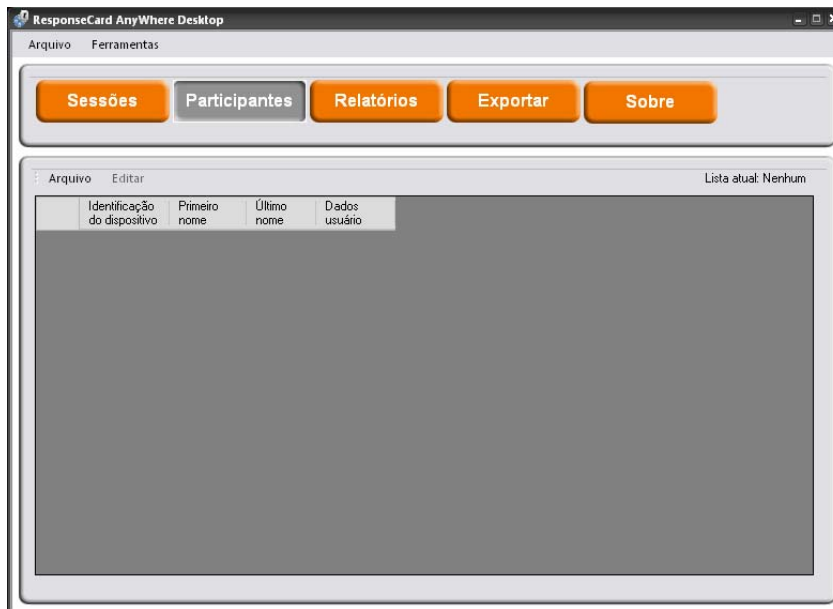 ResponseCard AnyWhere Desktop
Arquivo Ferramentas
Sessões Participantes Relatórios Exportar Sobre
Arquivo Editar Lista atual: Nenhum
Identificação do dispositivo Primeiro nome Último nome Dados usuário